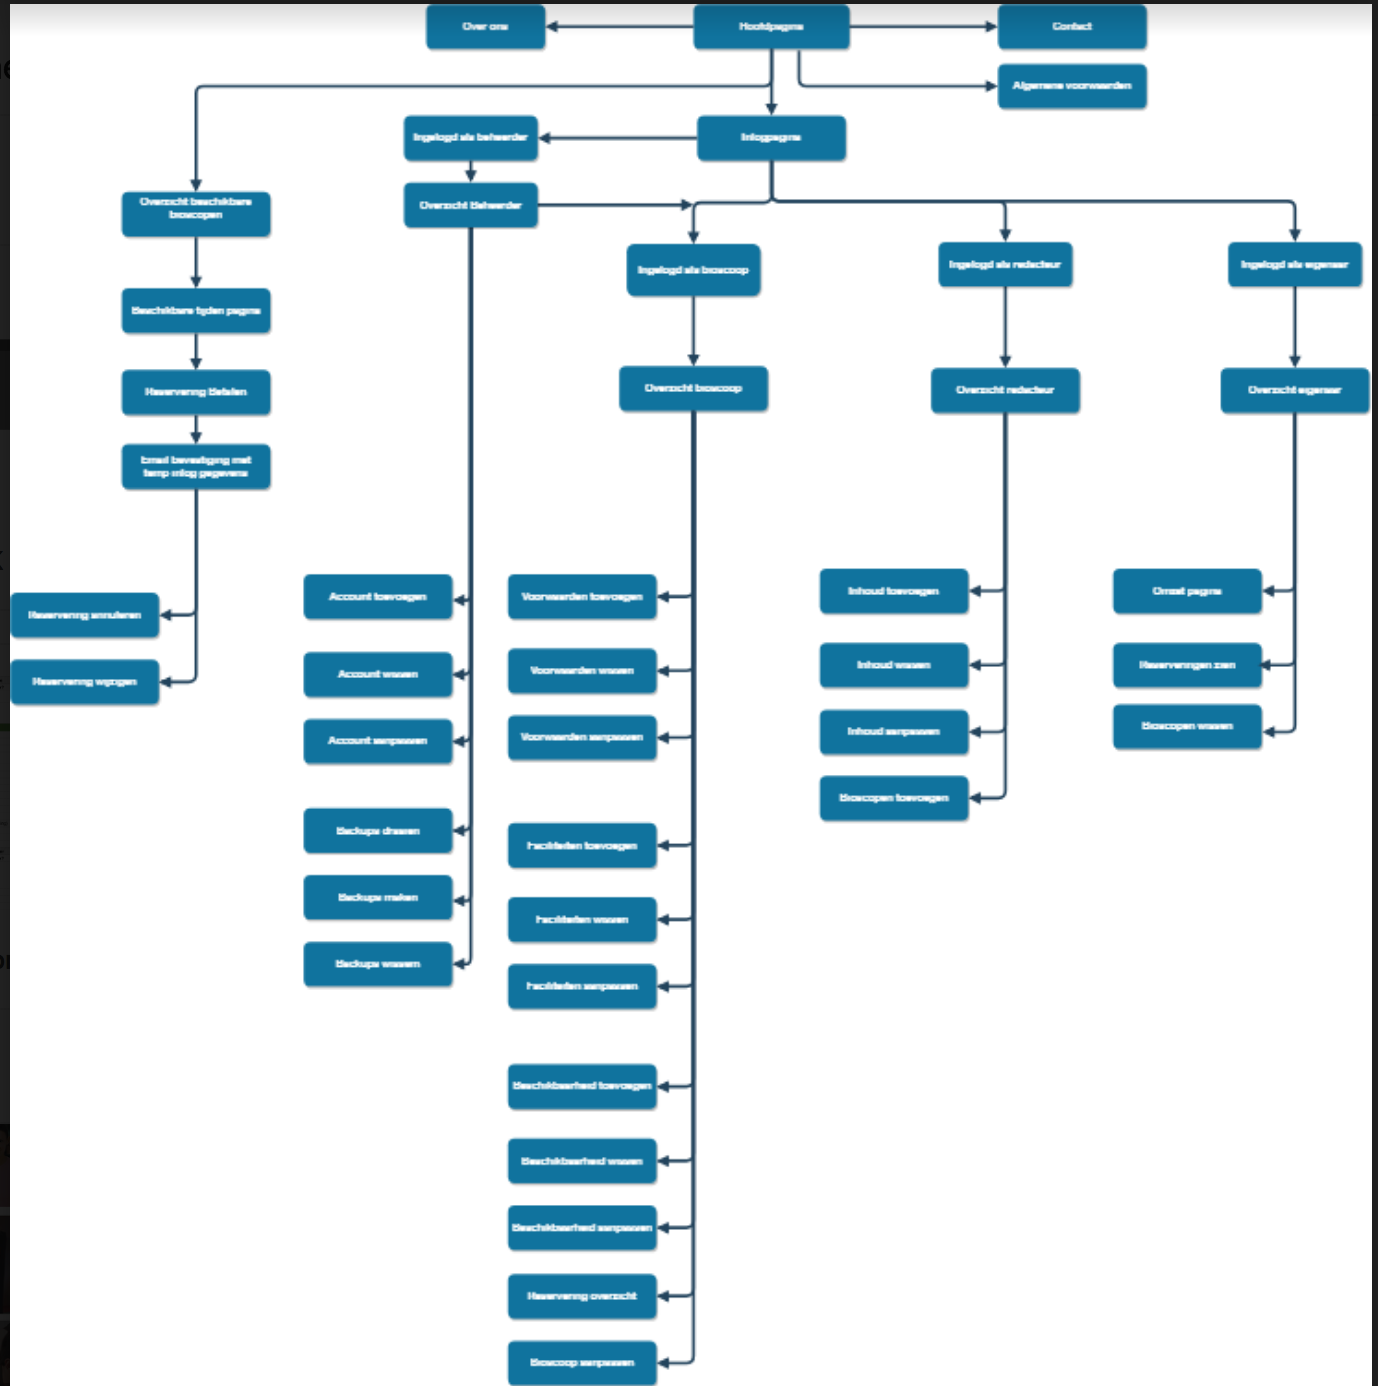 Over ons
Hoofdpagina
Contact
Algemene voorwaarden
Ingelogd als beheerder
Inlogpagina
Overzicht beschikbare
bioscopen
Overzicht Beheerder
Ingelogd als bioscoop
Ingelogd als redacteur
Ingelogd als eigenaar
Beschikbare tijden pagina
Reservering Betalen
Overzicht bioscoop
Overzicht redacteur
Overzicht eigenaar
Email bevestiging met
temp inlog gegevens
Reservering annuleren
Account toevoegen
Voorwaarden toevoegen
Inhoud toevoegen
Omzet pagina
Reservering wijzigen
Account wissen
Voorwaarden wissen
Inhoud wissen
Reserveringen zien
Account aanpassen
Voorwaarden aanpassen
Inhoud aanpassen
Bioscopen wissen
Bioscopen toevoegen
Backups draaien
Faciliteiten toevoegen
Backups maken
Faciliteiten wissen
Backups wissen
Faciliteiten aanpassen
Beschikbaarheid toevoegen
Beschikbaarheid wissen
Beschikbaarheid aanpassen
Reservering overzicht
Bioscoop aanpassen